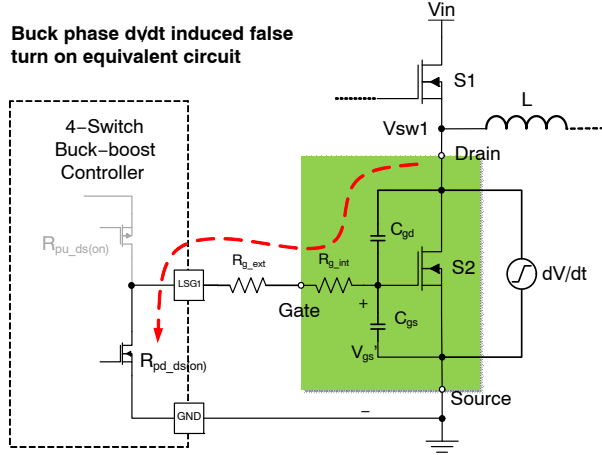 Vin
Buck phase dv/dt induced false
turn on equivalent circuit
S1
L
4-Switch
Buck-boost
Controller
Vsw1
Drain
Rpu_ds(on)
Cgd
Rg_ext
Rg_int
S2
dV/dt
LSG1
Gate
+
Cgs
Vgs'
Rpd_ds(on)
Source
GND
−